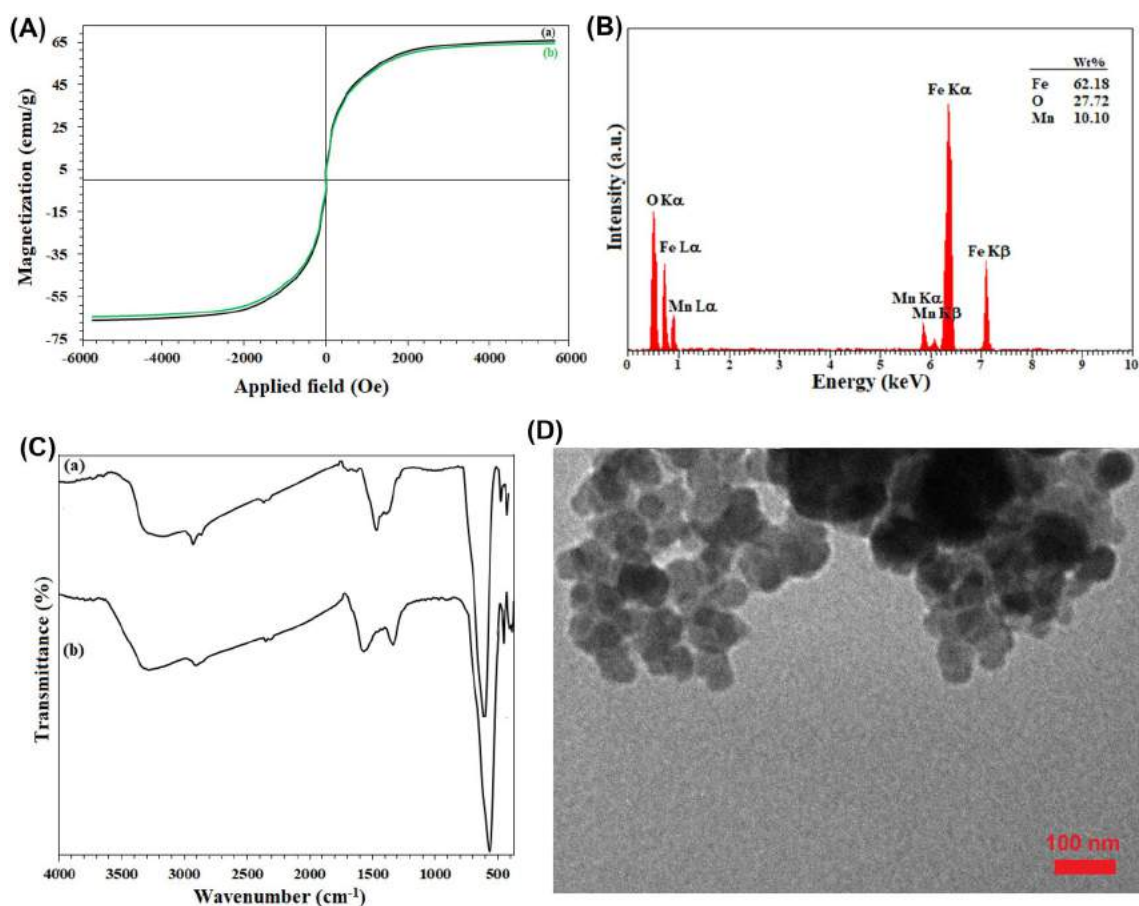 (A)
65
45
25
5
-15
-35
-55
-75
Magnetization (emu/g)
(a)
(b)
-6000 -4000 -2000 0 2000 4000 6000
Applied field (Oe)
(B)
Intensity (a.u.)
Wt%
Fe 62.18
O 27.72
Mn 10.10
Fe Kα
O Kα
Fe Lα
Mn Lα
Fe Kβ
Mn Kα
Mn Kβ
0 1 2 3 4 5 6 7 8 9 10
Energy (keV)
(C)
(a)
(b)
Transmittance (%)
4000 3500 3000 2500 2000 1500 1000 500
Wavenumber (cm⁻¹)
(D)
100 nm